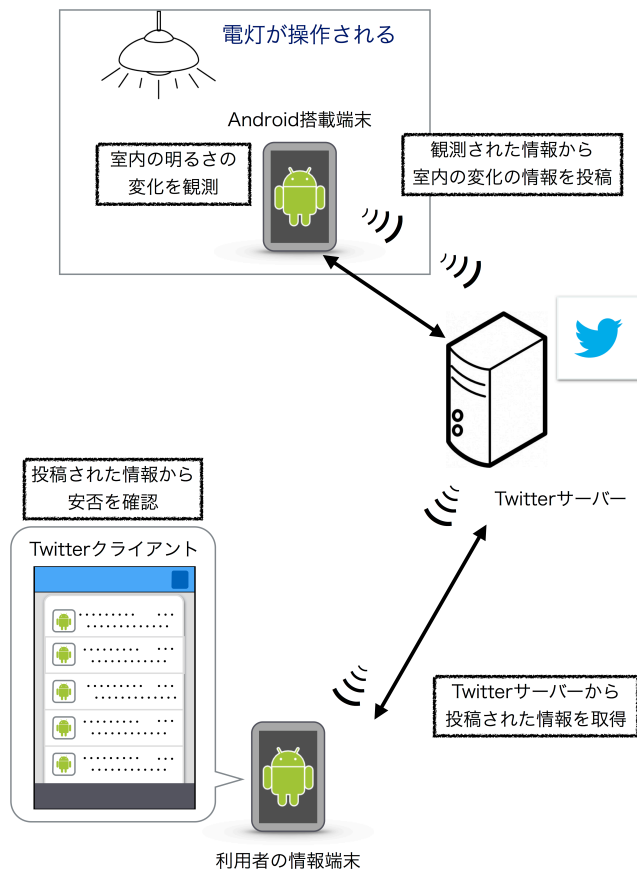 電灯が操作される
Android搭載端末
室内の明るさの
変化を観測
観測された情報から
室内の変化の情報を投稿
Twitterサーバー
投稿された情報から
安否を確認
Twitterクライアント
Twitterサーバーから
投稿された情報を取得
利用者の情報端末